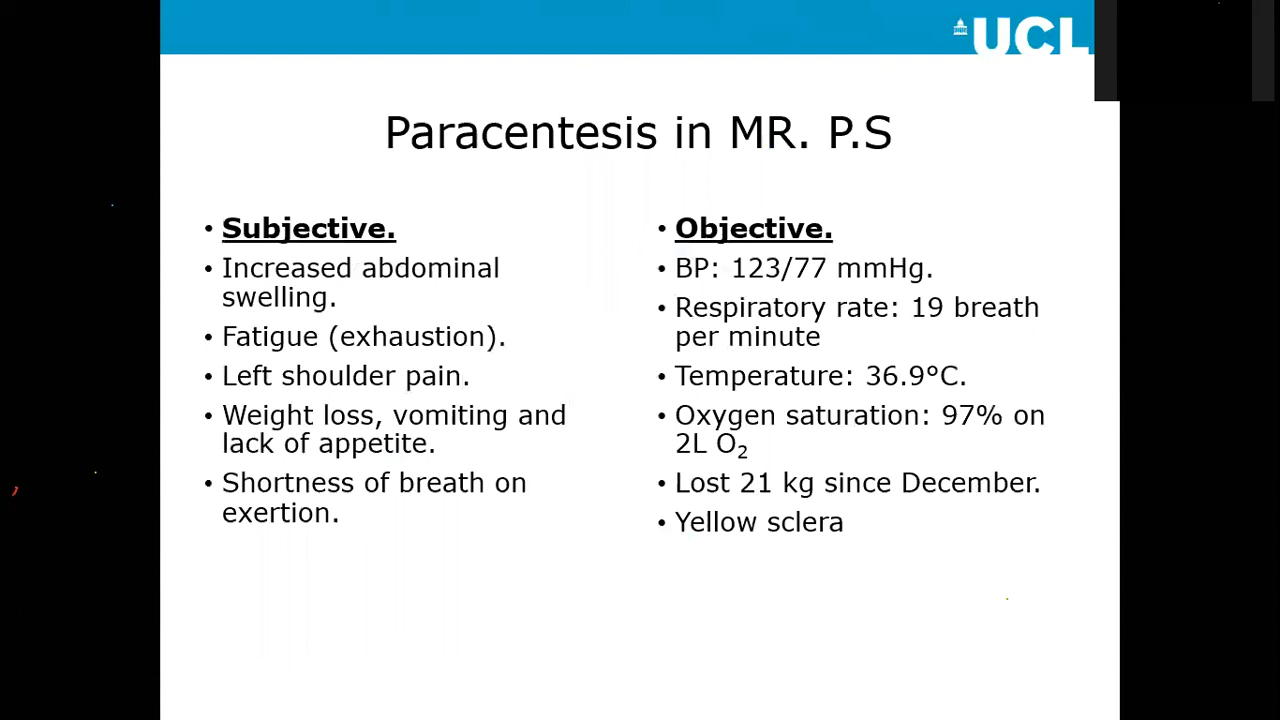 UCL
Paracentesis in MR. P.S
• Subjective.
• Increased abdominal
swelling.
• Fatigue (exhaustion).
• Left shoulder pain.
• Weight loss, vomiting and
lack of appetite.
• Shortness of breath on
exertion.
• Objective.
• BP: 123/77 mmHg.
• Respiratory rate: 19 breath
per minute
• Temperature: 36.9°C.
• Oxygen saturation: 97% on
2L O₂
• Lost 21 kg since December.
• Yellow sclera